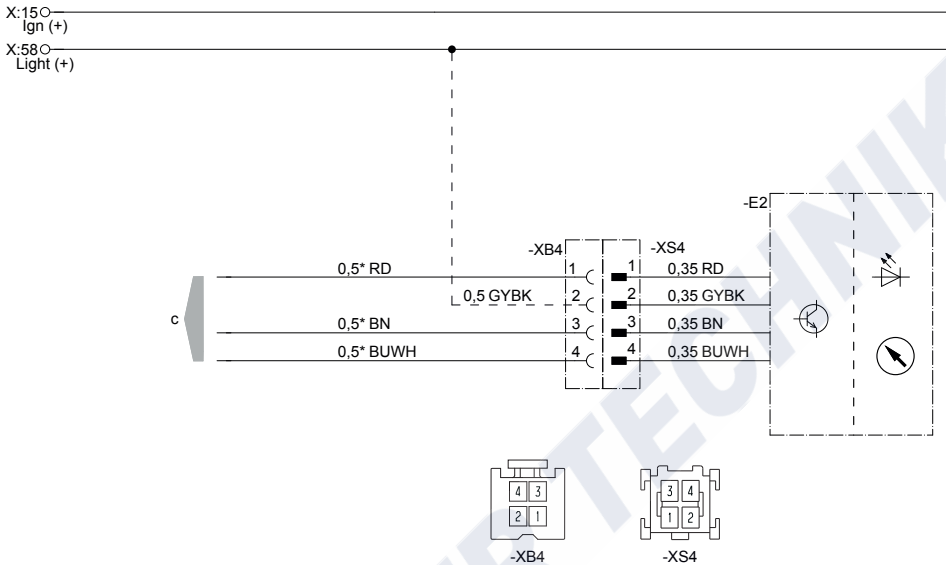 X:15
Ign (+)
X:58
Light (+)
-E2
-XB4
-XS4
0,5* RD
1
1
0,35 RD
0,5 GYBK
2
2
0,35 GYBK
c
0,5* BN
3
3
0,35 BN
0,5* BUWH
4
4
0,35 BUWH
4 3
2 1
3 4
1 2
-XB4
-XS4
TECHNIK